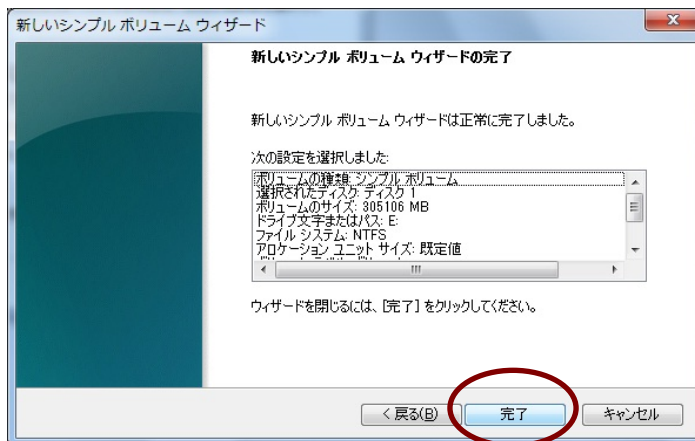 新しいシンプル ボリューム ウィザード
新しいシンプル ボリューム ウィザードの完了
新しいシンプル ボリューム ウィザードは正常に完了しました。
次の設定を選択しました:
ボリュームの種類: シンプル ボリューム
選択されたディスク: ディスク 1
ボリュームのサイズ: 305106 MB
ドライブ文字またはパス: E:
ファイル システム: NTFS
アロケーション ユニット サイズ: 既定値
ウィザードを閉じるには、[完了] をクリックしてください。
< 戻る(B)
完了
キャンセル